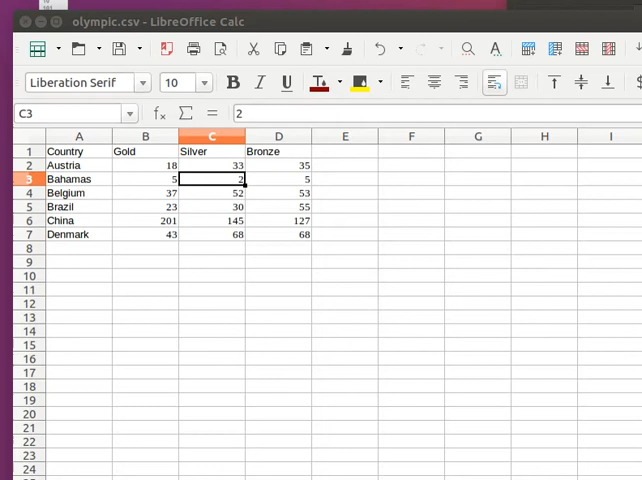 olympic.csv - LibreOffice Calc
Liberation Serif 10
C3 2
A B C D E F G H I
1 Country Gold Silver Bronze
2 Austria 18 33 35
3 Bahamas 5 2 5
4 Belgium 37 52 53
5 Brazil 23 30 55
6 China 201 145 127
7 Denmark 43 68 68
8
9
10
11
12
13
14
15
16
17
18
19
20
21
22
23
24